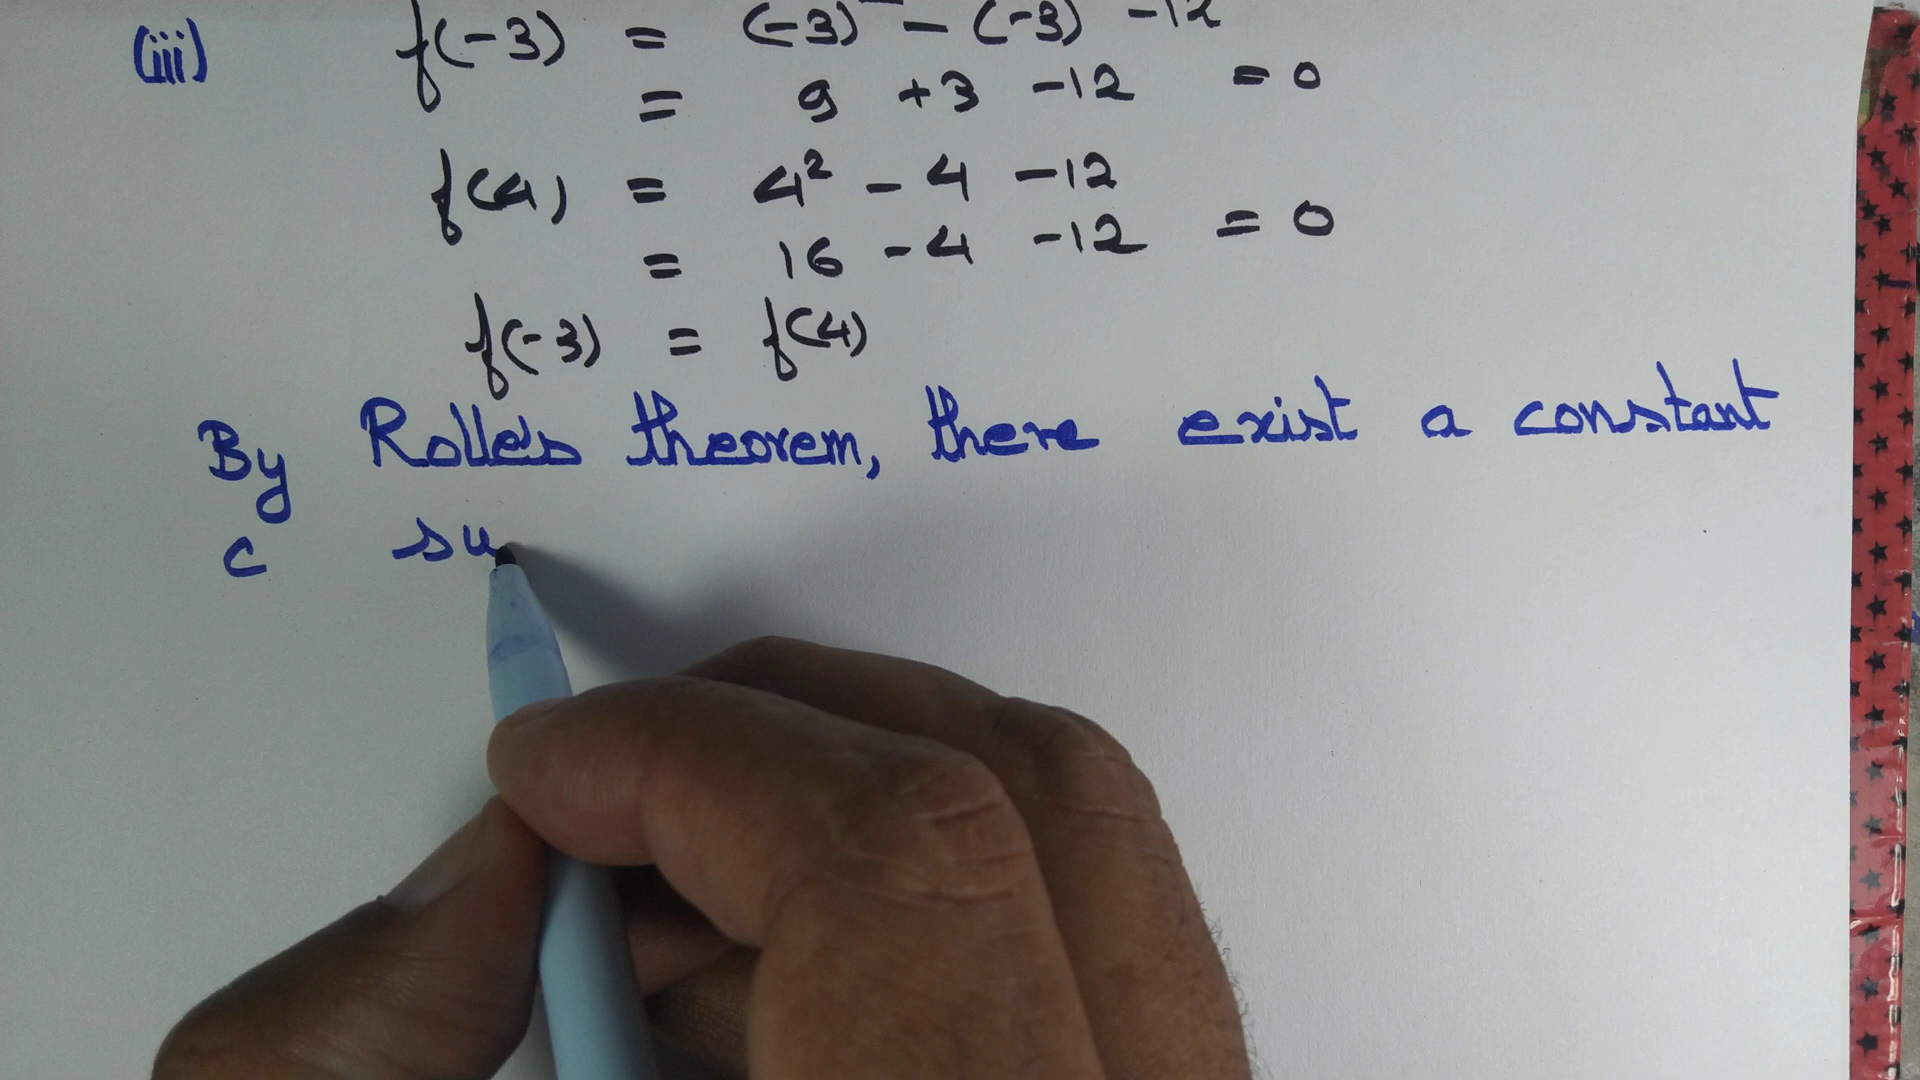 (iii) f(-3) = (-3)² - (-3) -12
= 9 +3 -12 = 0
f(4) = 4² - 4 -12
= 16 -4 -12 = 0
f(-3) = f(4)
By Rolle's theorem, there exist a constant
c su